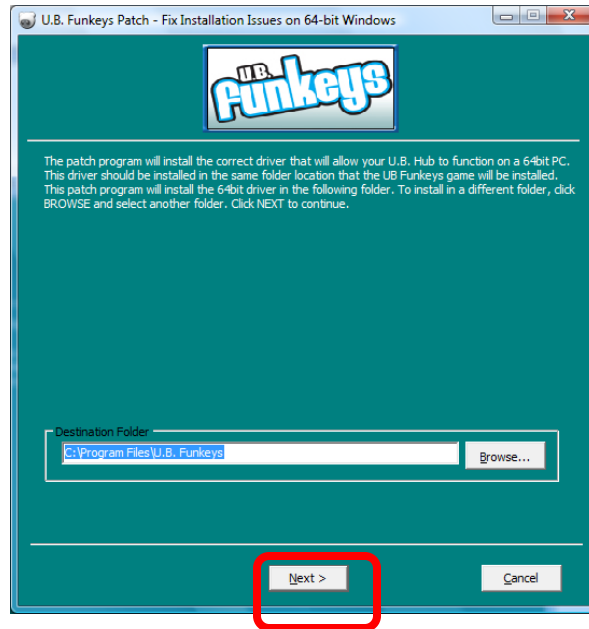 U.B. Funkeys Patch - Fix Installation Issues on 64-bit Windows
U.B.
funkeys
The patch program will install the correct driver that will allow your U.B. Hub to function on a 64bit PC.
This driver should be installed in the same folder location that the UB Funkeys game will be installed.
This patch program will install the 64bit driver in the following folder. To install in a different folder, click
BROWSE and select another folder. Click NEXT to continue.
Destination Folder
C:\Program Files\U.B. Funkeys
Browse...
Next >
Cancel